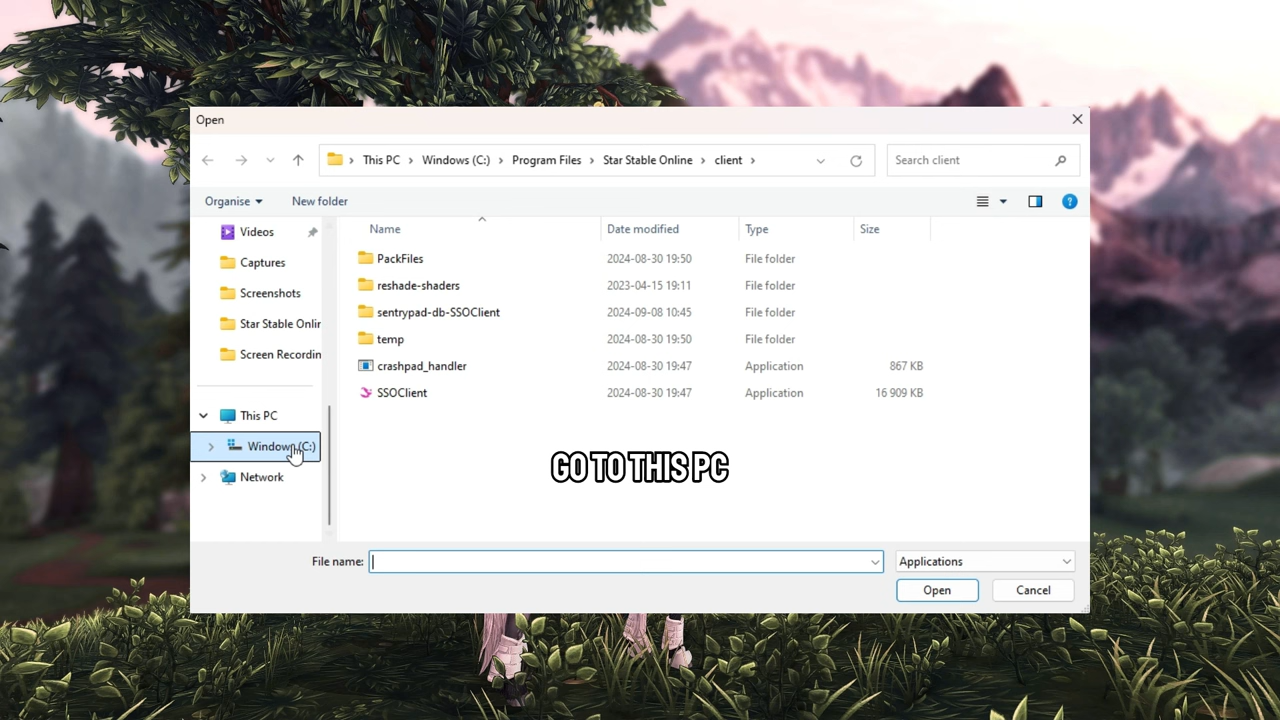 Open
This PC > Windows (C:) > Program Files > Star Stable Online > client >
Search client
Organise
New folder
Name
Date modified
Type
Size
Videos
Captures
Screenshots
Star Stable Onlir
Screen Recordin
This PC
Windows (C:)
Network
PackFiles 2024-08-30 19:50 File folder
reshade-shaders 2023-04-15 19:11 File folder
sentrypad-db-SSOClient 2024-09-08 10:45 File folder
temp 2024-08-30 19:50 File folder
crashpad_handler 2024-08-30 19:47 Application 867 KB
SSOClient 2024-08-30 19:47 Application 16 909 KB
GO TO THIS PC
File name:
Applications
Open
Cancel